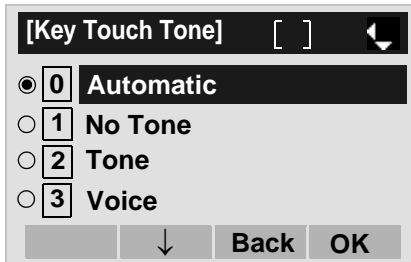 [Key Touch Tone] [ ]
0 Automatic
1 No Tone
2 Tone
3 Voice
↓ Back OK